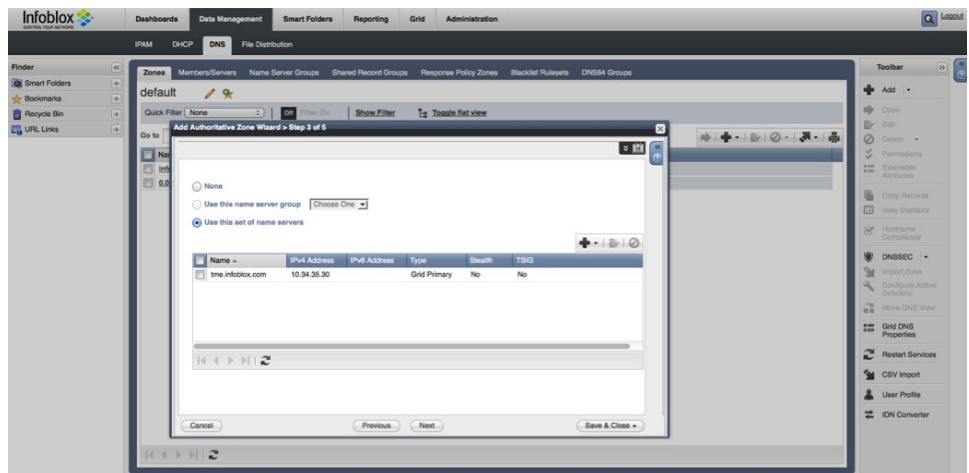 Infoblox
CONTROL YOUR NETWORK
Dashboards
Data Management
Smart Folders
Reporting
Grid
Administration
Logout
IPAM
DHCP
DNS
File Distribution
Finder
Smart Folders
Bookmarks
Recycle Bin
URL Links
Zones
Members/Servers
Name Server Groups
Shared Record Groups
Response Policy Zones
Blacklist Rulesets
DNS64 Groups
default
Quick Filter
None
Off
Filter On
Show Filter
Toggle flat view
Go to
Add Authoritative Zone Wizard > Step 3 of 5
None
Use this name server group
Choose One
Use this set of name servers
Name
IPv4 Address
IPv6 Address
Type
Stealth
TSIG
tme.infoblox.com
10.34.35.30
Grid Primary
No
No
Cancel
Previous
Next
Save & Close
Toolbar
Add
Open
Edit
Delete
Permissions
Extensible
Attributes
Copy Records
View Statistics
Hostname
Compliance
DNSSEC
Import Zone
Configure Active
Directory
Move DNS View
Grid DNS
Properties
Restart Services
CSV Import
User Profile
IDN Converter